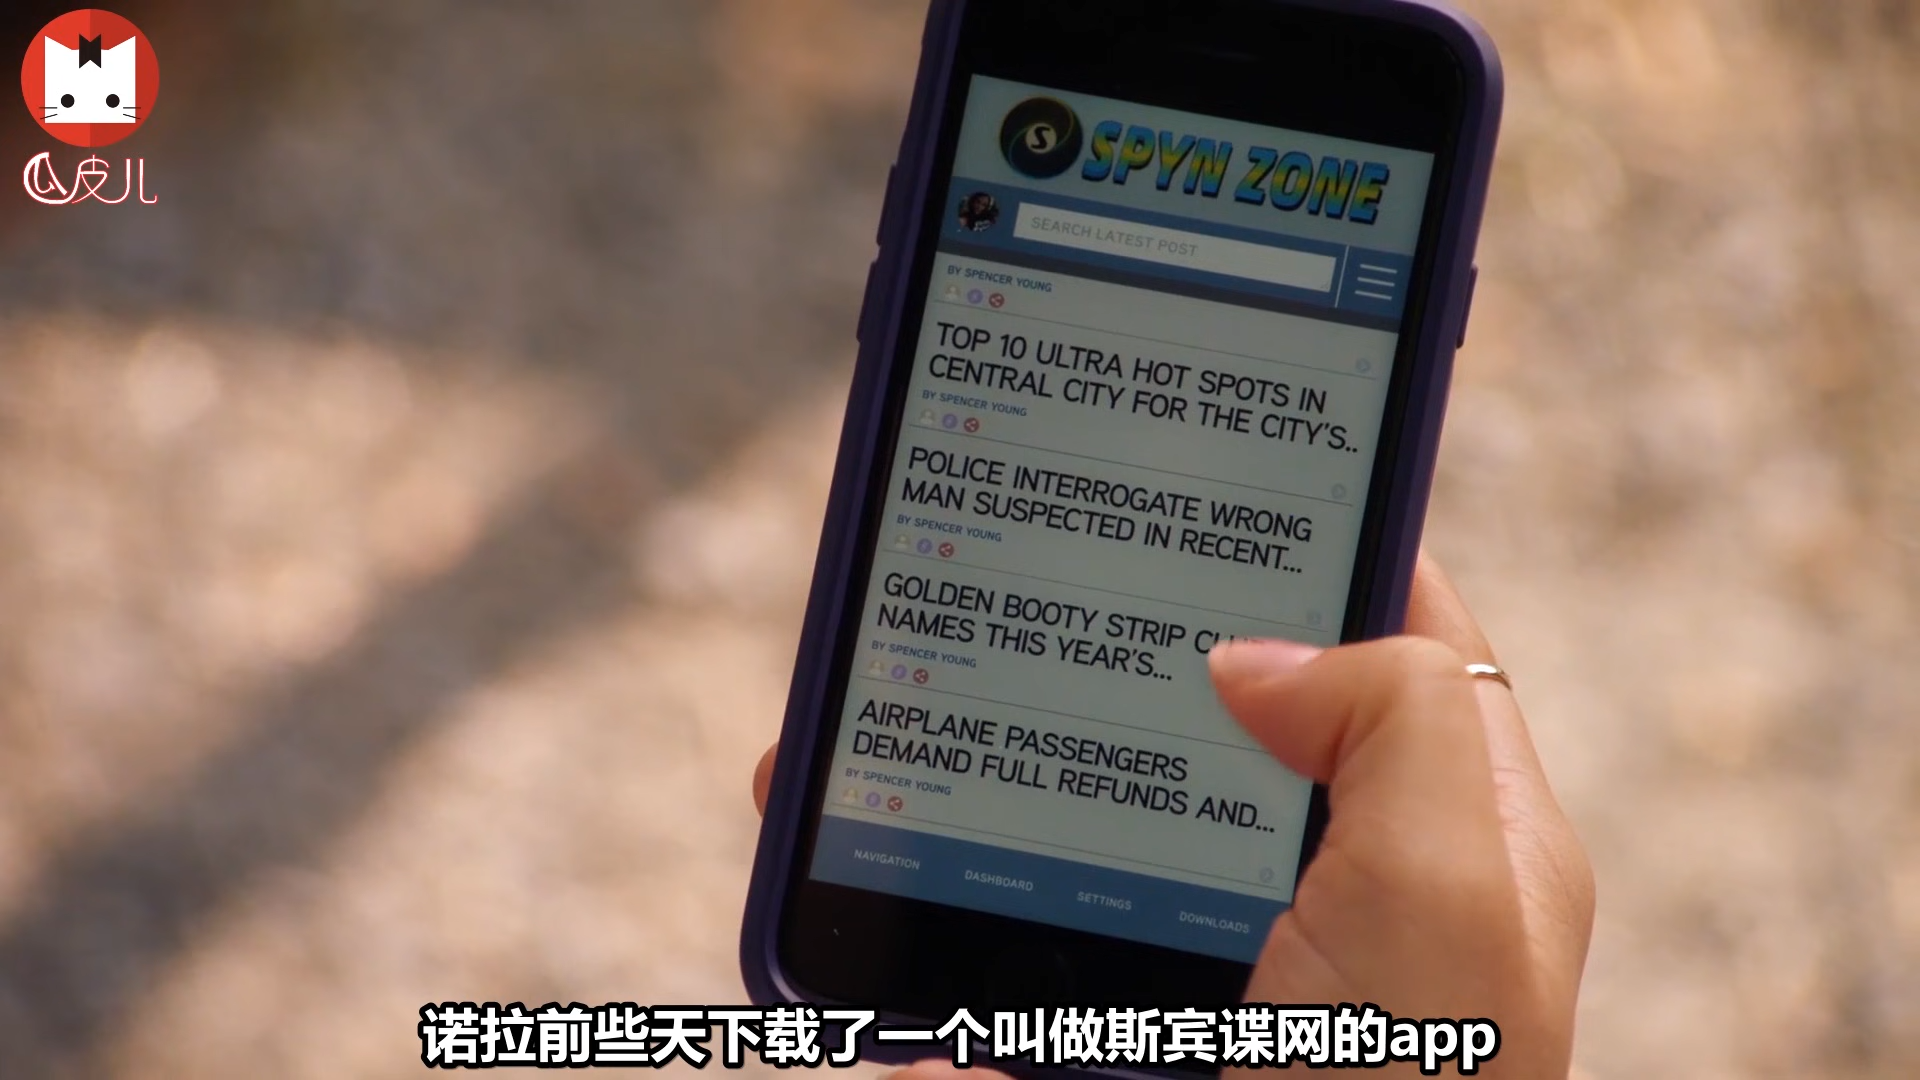 瓜皮儿
S
SPYN ZONE
SEARCH LATEST POST
BY SPENCER YOUNG
TOP 10 ULTRA HOT SPOTS IN
CENTRAL CITY FOR THE CITY'S..
BY SPENCER YOUNG
POLICE INTERROGATE WRONG
MAN SUSPECTED IN RECENT...
BY SPENCER YOUNG
GOLDEN BOOTY STRIP
NAMES THIS YEAR'S...
BY SPENCER YOUNG
AIRPLANE PASSENGERS
DEMAND FULL REFUNDS AND...
BY SPENCER YOUNG
NAVIGATION
DASHBOARD
SETTINGS
DOWNLOADS
诺拉前些天下载了一个叫做斯宾谍网的app